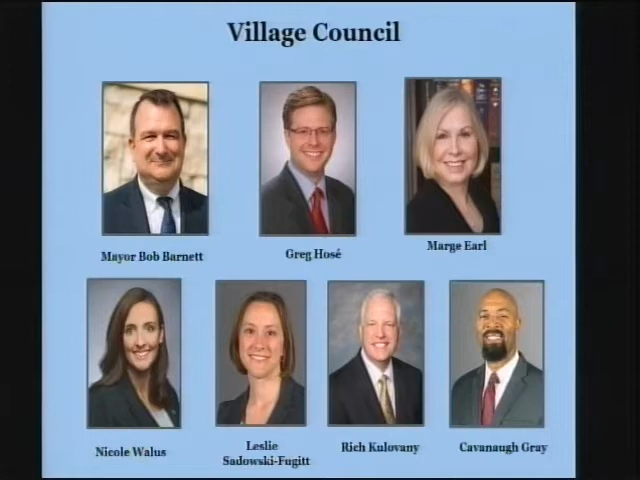 Village Council
Mayor Bob Barnett
Greg Hosé
Marge Earl
Nicole Walus
Leslie
Sadowski-Fugitt
Rich Kulovany
Cavanaugh Gray